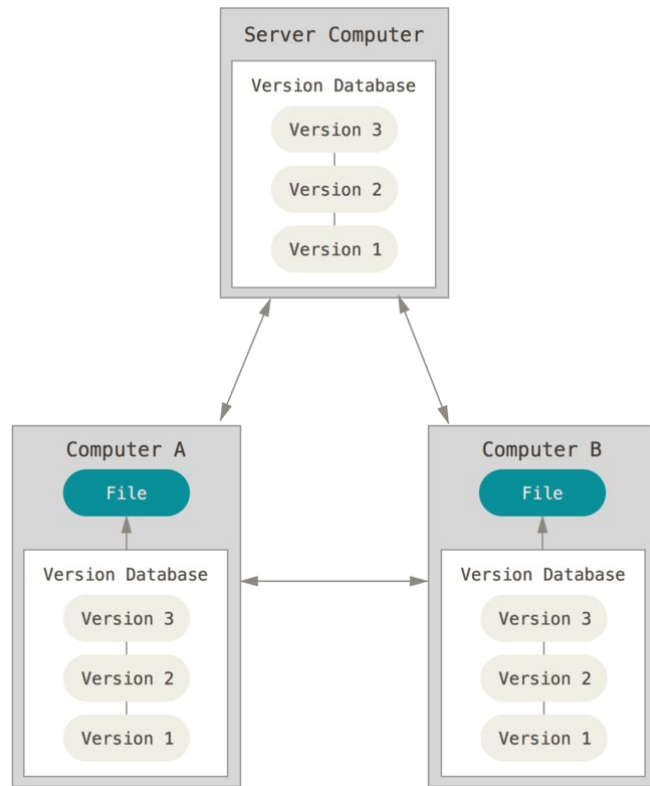 Server Computer
Version Database
Version 3
Version 2
Version 1
Computer A
File
Version Database
Version 3
Version 2
Version 1
Computer B
File
Version Database
Version 3
Version 2
Version 1